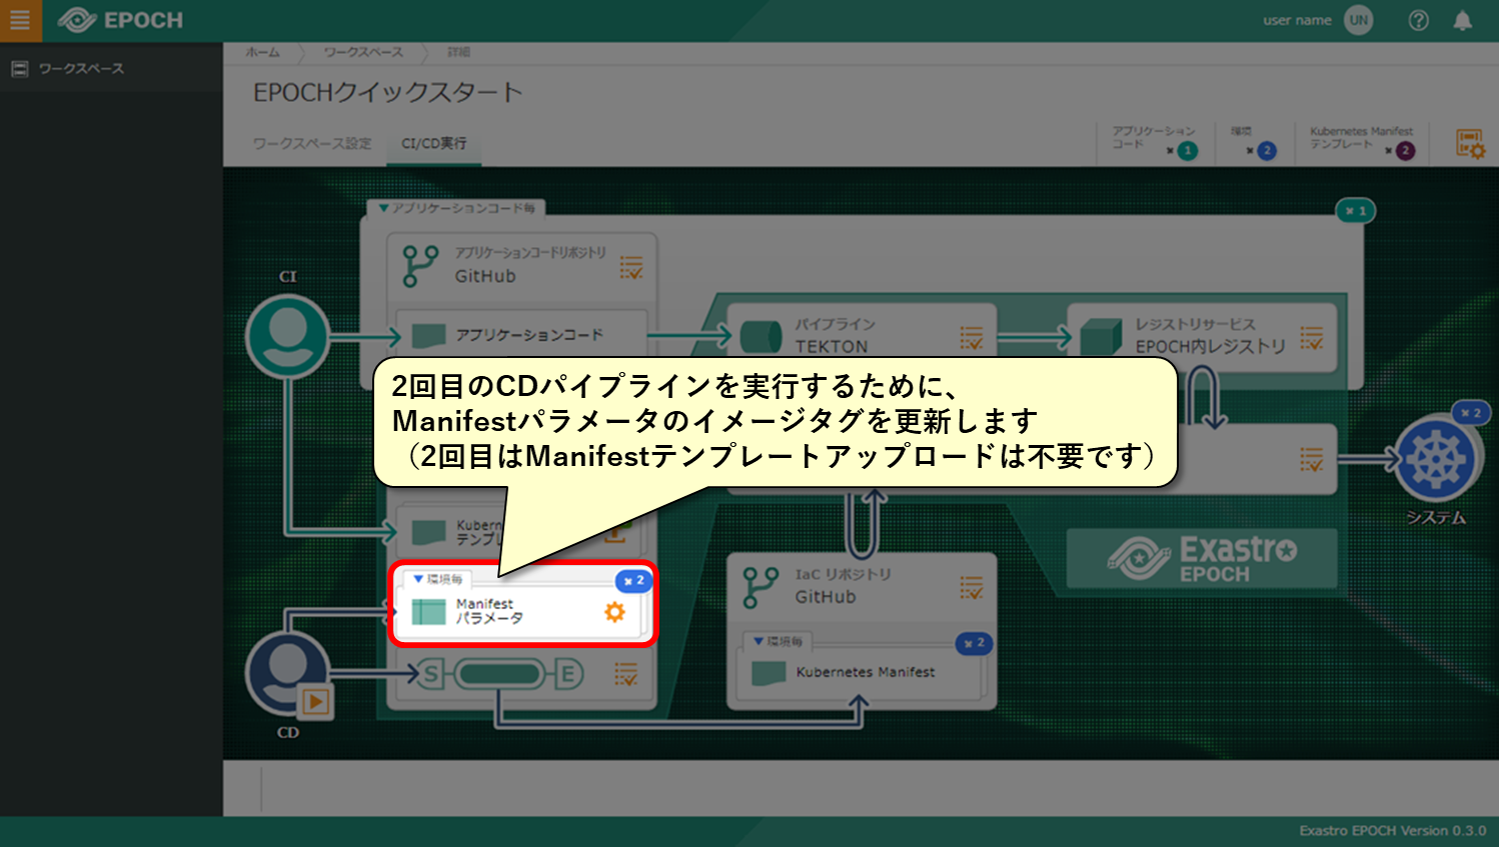 EPOCH
user name
UN
ワークスペース
ホーム
ワークスペース
詳細
EPOCHクイックスタート
ワークスペース設定
CI/CD実行
アプリケーション
コード
× 1
環境
× 2
Kubernetes Manifest
テンプレート
× 2
▼アプリケーションコード毎
× 1
アプリケーションコードリポジトリ
GitHub
CI
アプリケーションコード
パイプライン
TEKTON
レジストリサービス
EPOCH内レジストリ
2回目のCDパイプラインを実行するために、
Manifestパラメータのイメージタグを更新します
（2回目はManifestテンプレートアップロードは不要です）
× 2
システム
Kubern
テンプ
▼環境毎
× 2
Manifest
パラメータ
IaC リポジトリ
GitHub
Exastro
EPOCH
▼環境毎
× 2
Kubernetes Manifest
S
E
CD
Exastro EPOCH Version 0.3.0